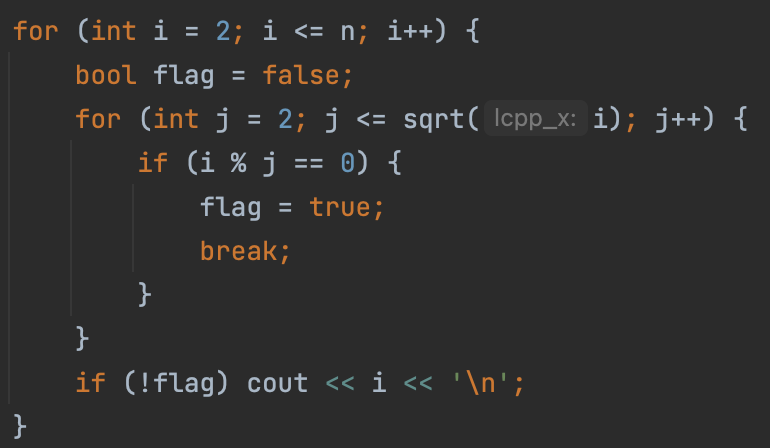 for (int i = 2; i <= n; i++) {
    bool flag = false;
    for (int j = 2; j <= sqrt(lcpp_x: i); j++) {
        if (i % j == 0) {
            flag = true;
            break;
        }
    }
    if (!flag) cout << i << '\n';
}